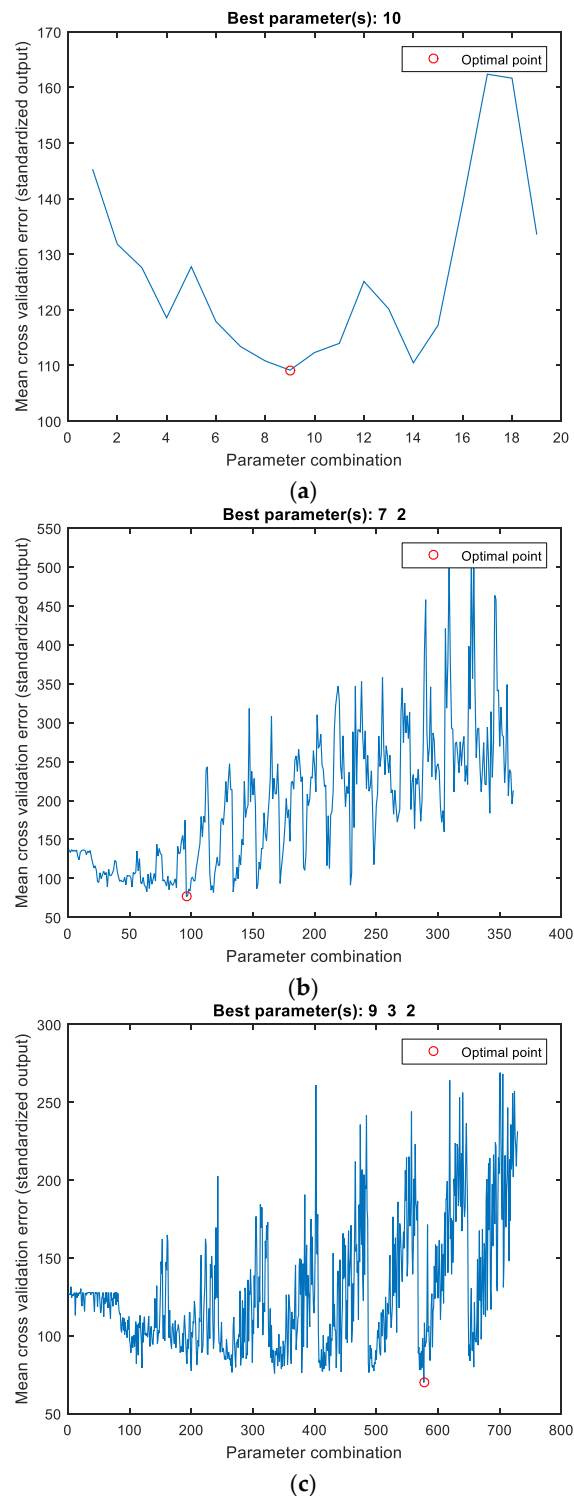 Best parameter(s): 10
Mean cross validation error (standardized output)
170
160
150
140
130
120
110
100
Optimal point
0 2 4 6 8 10 12 14 16 18 20
Parameter combination
(a)
Best parameter(s): 7 2
Mean cross validation error (standardized output)
550
500
450
400
350
300
250
200
150
100
50
Optimal point
0 50 100 150 200 250 300 350 400
Parameter combination
(b)
Best parameter(s): 9 3 2
Mean cross validation error (standardized output)
300
250
200
150
100
50
Optimal point
0 100 200 300 400 500 600 700 800
Parameter combination
(c)